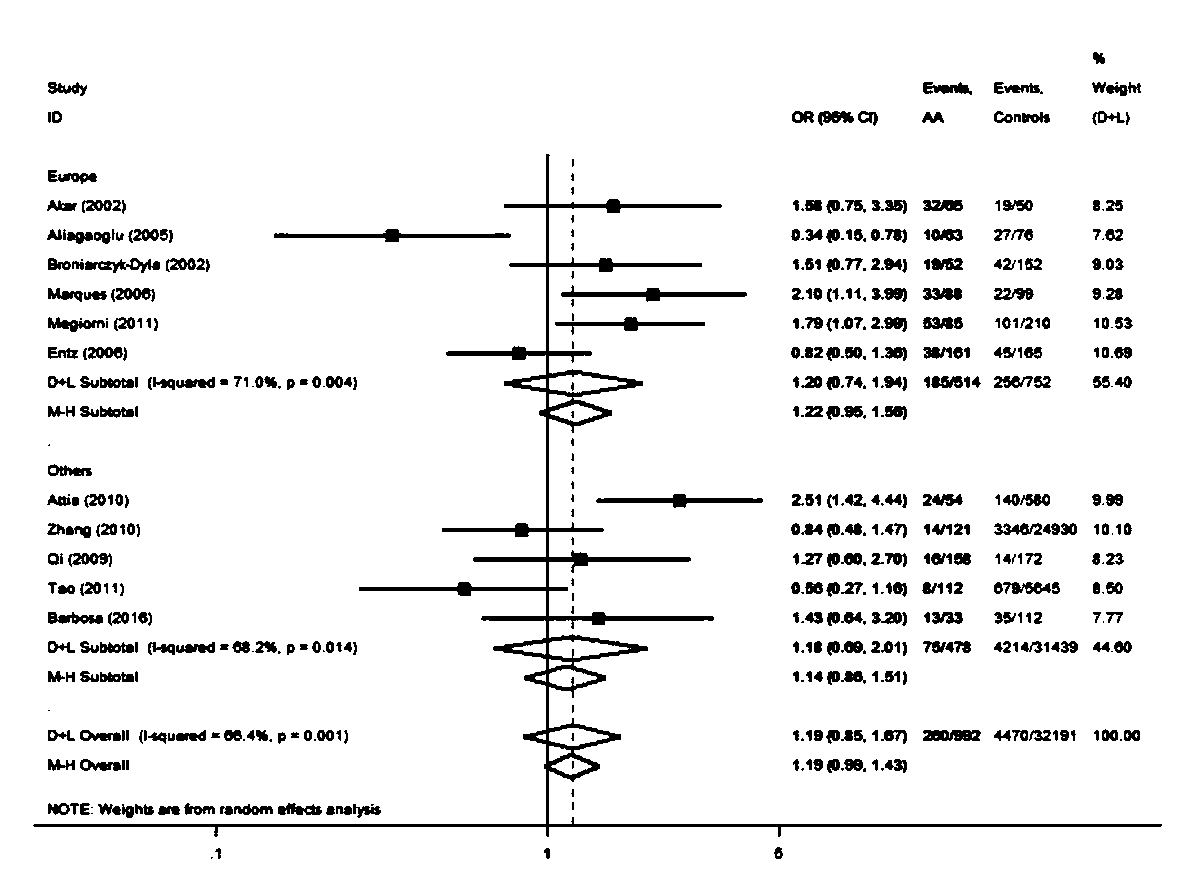 %
Study Events, Events, Weight
ID OR (95% CI) AA Controls (D+L)
Europe
Akar (2002) 1.58 (0.75, 3.35) 32/65 19/50 8.25
Aliagaoglu (2005) 0.34 (0.15, 0.78) 10/63 27/76 7.62
Broniarczyk-Dyla (2002) 1.51 (0.77, 2.94) 19/52 42/152 9.03
Marques (2006) 2.10 (1.11, 3.99) 33/88 22/99 9.28
Megiorni (2011) 1.79 (1.07, 2.99) 53/85 101/210 10.53
Entz (2006) 0.82 (0.50, 1.36) 38/161 45/165 10.69
D+L Subtotal (I-squared = 71.0%, p = 0.004) 1.20 (0.74, 1.94) 185/514 256/752 55.40
M-H Subtotal 1.22 (0.95, 1.56)
.
Others
Attia (2010) 2.51 (1.42, 4.44) 24/54 140/580 9.99
Zhang (2010) 0.84 (0.48, 1.47) 14/121 3346/24930 10.10
Qi (2009) 1.27 (0.60, 2.70) 16/158 14/172 8.23
Tao (2011) 0.56 (0.27, 1.16) 8/112 679/5645 8.50
Barbosa (2016) 1.43 (0.64, 3.20) 13/33 35/112 7.77
D+L Subtotal (I-squared = 68.2%, p = 0.014) 1.18 (0.69, 2.01) 75/478 4214/31439 44.60
M-H Subtotal 1.14 (0.86, 1.51)
.
D+L Overall (I-squared = 66.4%, p = 0.001) 1.19 (0.85, 1.67) 260/992 4470/32191 100.00
M-H Overall 1.19 (0.99, 1.43)
NOTE: Weights are from random effects analysis
.1 1 5